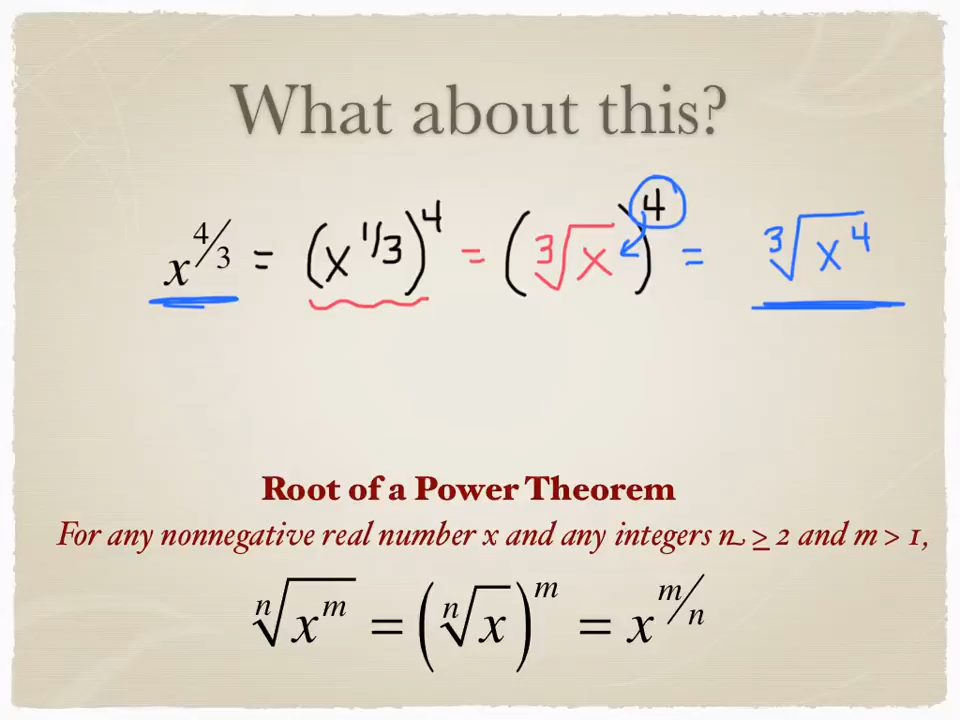 What about this?
x^{4/3} = (x^{1/3})^4 = (∛x)^4 = ∛x^4
Root of a Power Theorem
For any nonnegative real number x and any integers n ≥ 2 and m > 1,
ⁿ√x^m = (ⁿ√x)^m = x^{m/n}